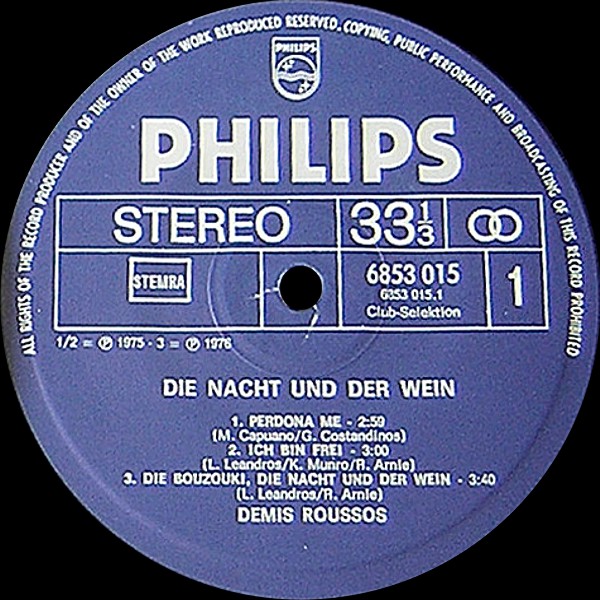 ALL RIGHTS OF THE RECORD PRODUCER AND OF THE OWNER OF THE WORK REPRODUCED RESERVED. COPYING, PUBLIC PERFORMANCE AND BROADCASTING OF THIS RECORD PROHIBITED
PHILIPS
PHILIPS
STEREO 33 1/3
STEMRA 6853 015 1
6853 015.1
Club-Selektion
1/2 = ℗ 1975 - 3 = ℗ 1976
DIE NACHT UND DER WEIN
1. PERDONA ME - 2:59
(M. Capuano/G. Costandinos)
2. ICH BIN FREI - 3:00
(L. Leandros/K. Munro/R. Arnie)
3. DIE BOUZOUKI, DIE NACHT UND DER WEIN - 3:40
(L. Leandros/R. Arnie)
DEMIS ROUSSOS